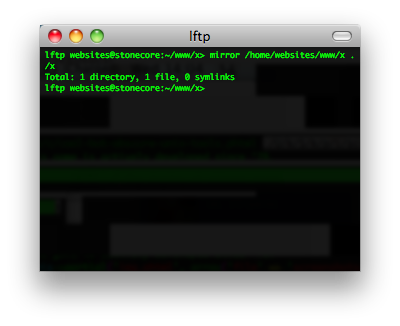 lftp
lftp websites@stonecore:~/www/x> mirror /home/websites/www/x .
/x
Total: 1 directory, 1 file, 0 symlinks
lftp websites@stonecore:~/www/x>